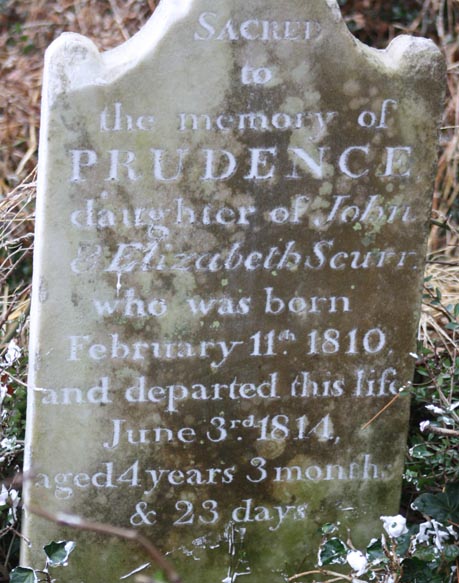 SACRED
to
the memory of
PRUDENCE
daughter of John
& Elizabeth Scurr,
who was born
February 11th. 1810
and departed this life
June 3rd. 1814,
aged 4 years 3 months
& 23 days